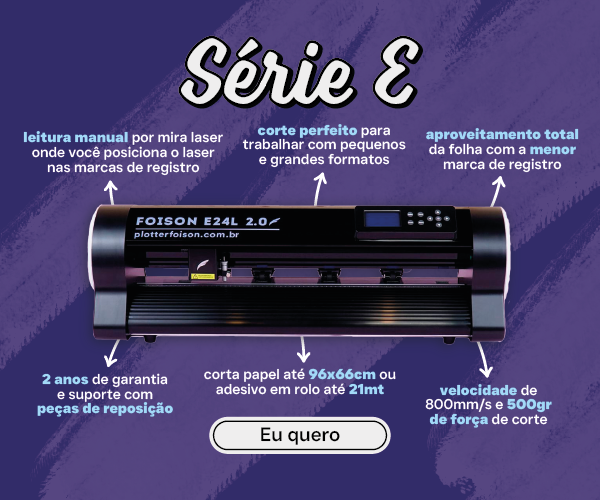 Série E
leitura manual por mira laser
onde você posiciona o laser
nas marcas de registro
corte perfeito para
trabalhar com pequenos
e grandes formatos
aproveitamento total
da folha com a menor
marca de registro
FOISON E24L 2.0
plotterfoison.com.br
2 anos de garantia
e suporte com
peças de reposição
corta papel até 96x66cm ou
adesivo em rolo até 21mt
velocidade de
800mm/s e 500gr
de força de corte
Eu quero